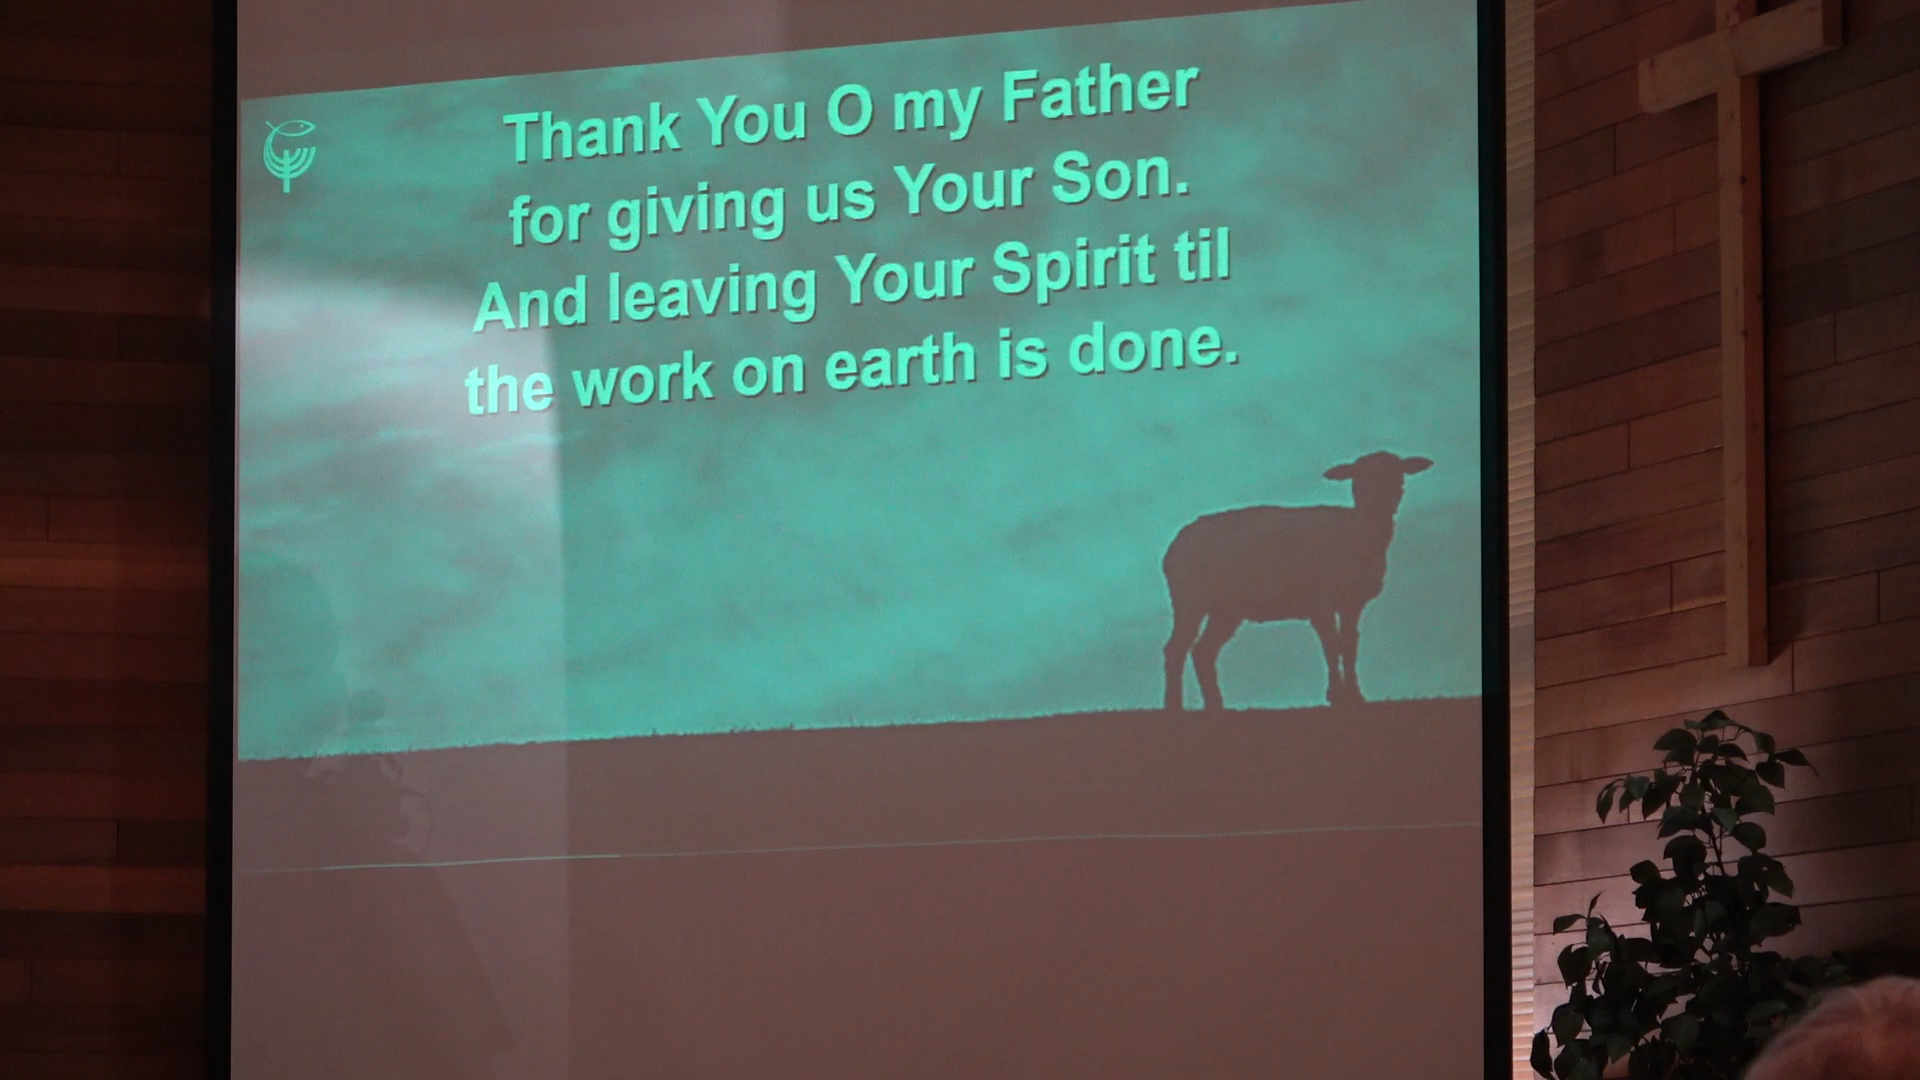 Thank You O my Father
for giving us Your Son.
And leaving Your Spirit til
the work on earth is done.